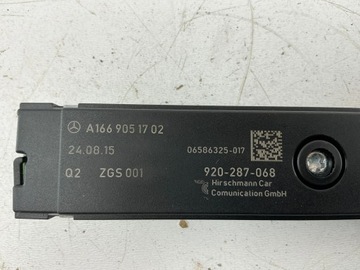 A166 905 17 02
24.08.15
Q2 ZGS 001
06586325-017
920-287-068
Hirschmann Car
Comunication GmbH